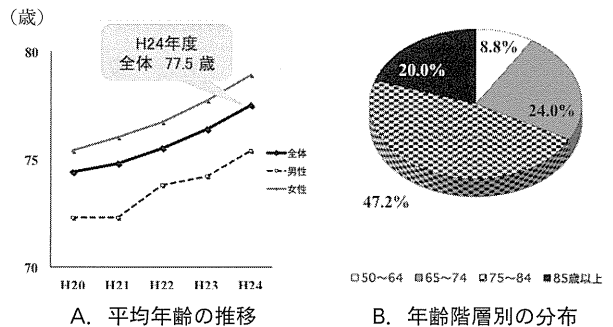 （歳）
80
75
70
H24年度
全体 77.5 歳
全体
男性
女性
H20 H21 H22 H23 H24
A. 平均年齢の推移
8.8%
24.0%
47.2%
20.0%
50～64 65～74 75～84 85歳以上
B. 年齢階層別の分布